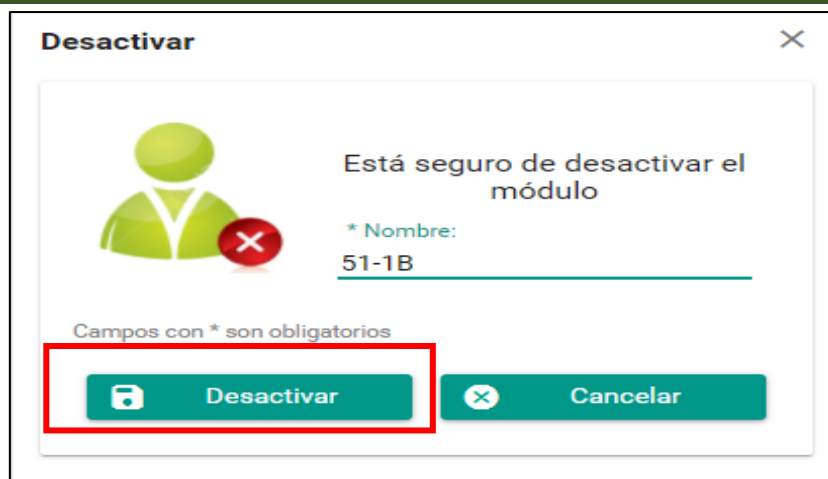 Desactivar
Está seguro de desactivar el
módulo
* Nombre:
51-1B
Campos con * son obligatorios
Desactivar
Cancelar